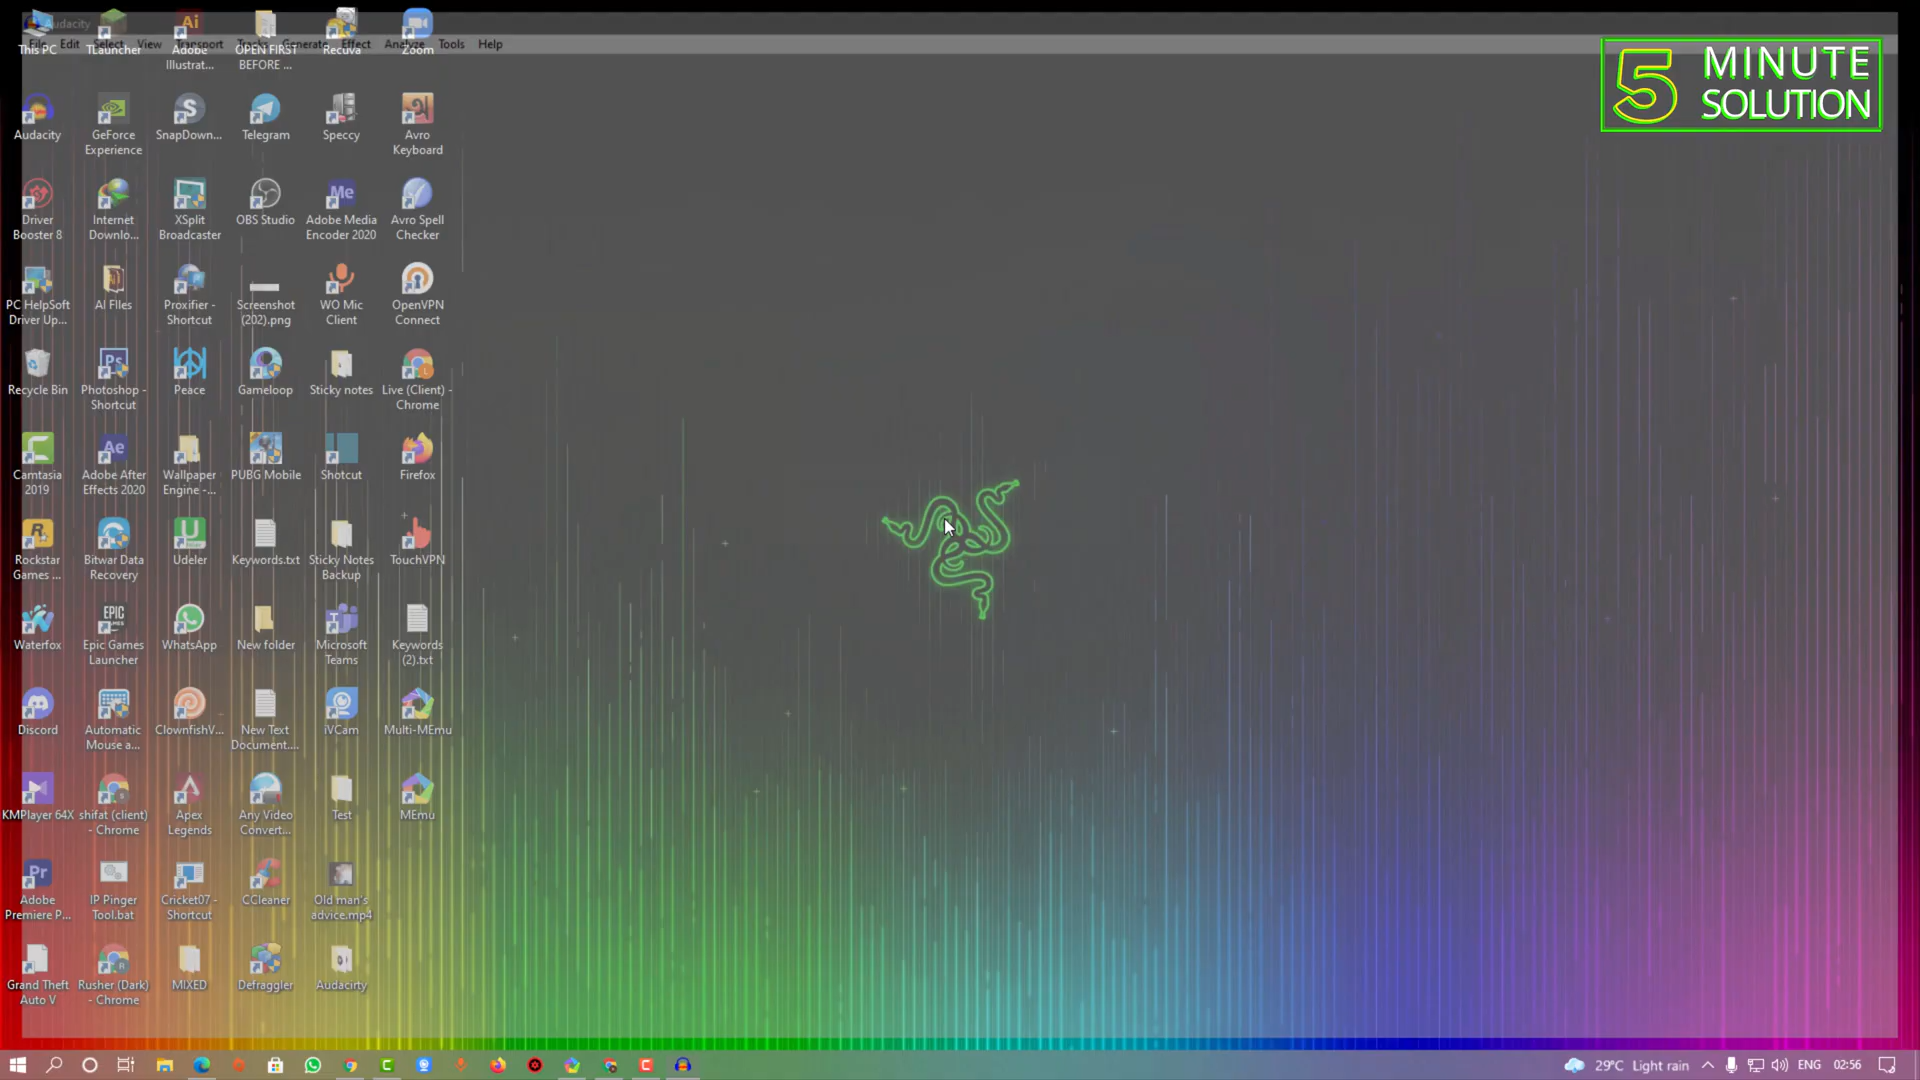 Audacity
File Edit Select View Transport Tracks Generate Effect Analyze Tools Help
5 MINUTE
SOLUTION
This PC
TLauncher
Adobe
Illustrat...
OPEN FIRST
BEFORE ...
Recuva
Zoom
Audacity
GeForce
Experience
SnapDown...
Telegram
Speccy
Avro
Keyboard
Driver
Booster 8
Internet
Downlo...
XSplit
Broadcaster
OBS Studio
Adobe Media
Encoder 2020
Avro Spell
Checker
PC HelpSoft
Driver Up...
AI FIles
Proxifier -
Shortcut
Screenshot
(202).png
WO Mic
Client
OpenVPN
Connect
Recycle Bin
Photoshop -
Shortcut
Peace
Gameloop
Sticky notes
Live (Client) -
Chrome
Camtasia
2019
Adobe After
Effects 2020
Wallpaper
Engine -...
PUBG Mobile
Shotcut
Firefox
Rockstar
Games ...
Bitwar Data
Recovery
Udeler
Keywords.txt
Sticky Notes
Backup
TouchVPN
Waterfox
Epic Games
Launcher
WhatsApp
New folder
Microsoft
Teams
Keywords
(2).txt
Discord
Automatic
Mouse a...
ClownfishV...
New Text
Document....
iVCam
Multi-MEmu
KMPlayer 64X
shifat (client)
- Chrome
Apex
Legends
Any Video
Convert...
Test
MEmu
Adobe
Premiere P...
IP Pinger
Tool.bat
Cricket07 -
Shortcut
CCleaner
Old man's
advice.mp4
Grand Theft
Auto V
Rusher (Dark)
- Chrome
MIXED
Defraggler
Audacirty
29°C Light rain ENG 02:56